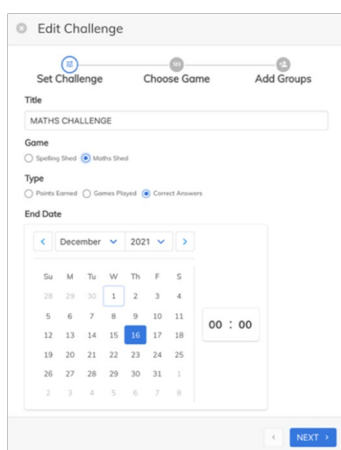 Edit Challenge
Set Challenge Choose Game Add Groups
Title
MATHS CHALLENGE
Game
Spelling Shed Maths Shed
Type
Points Earned Games Played Correct Answers
End Date
December 2021
Su M Tu W Th F S
28 29 30 1 2 3 4
5 6 7 8 9 10 11
12 13 14 15 16 17 18
19 20 21 22 23 24 25
26 27 28 29 30 31 1
2 3 4 5 6 7 8
00 : 00
NEXT